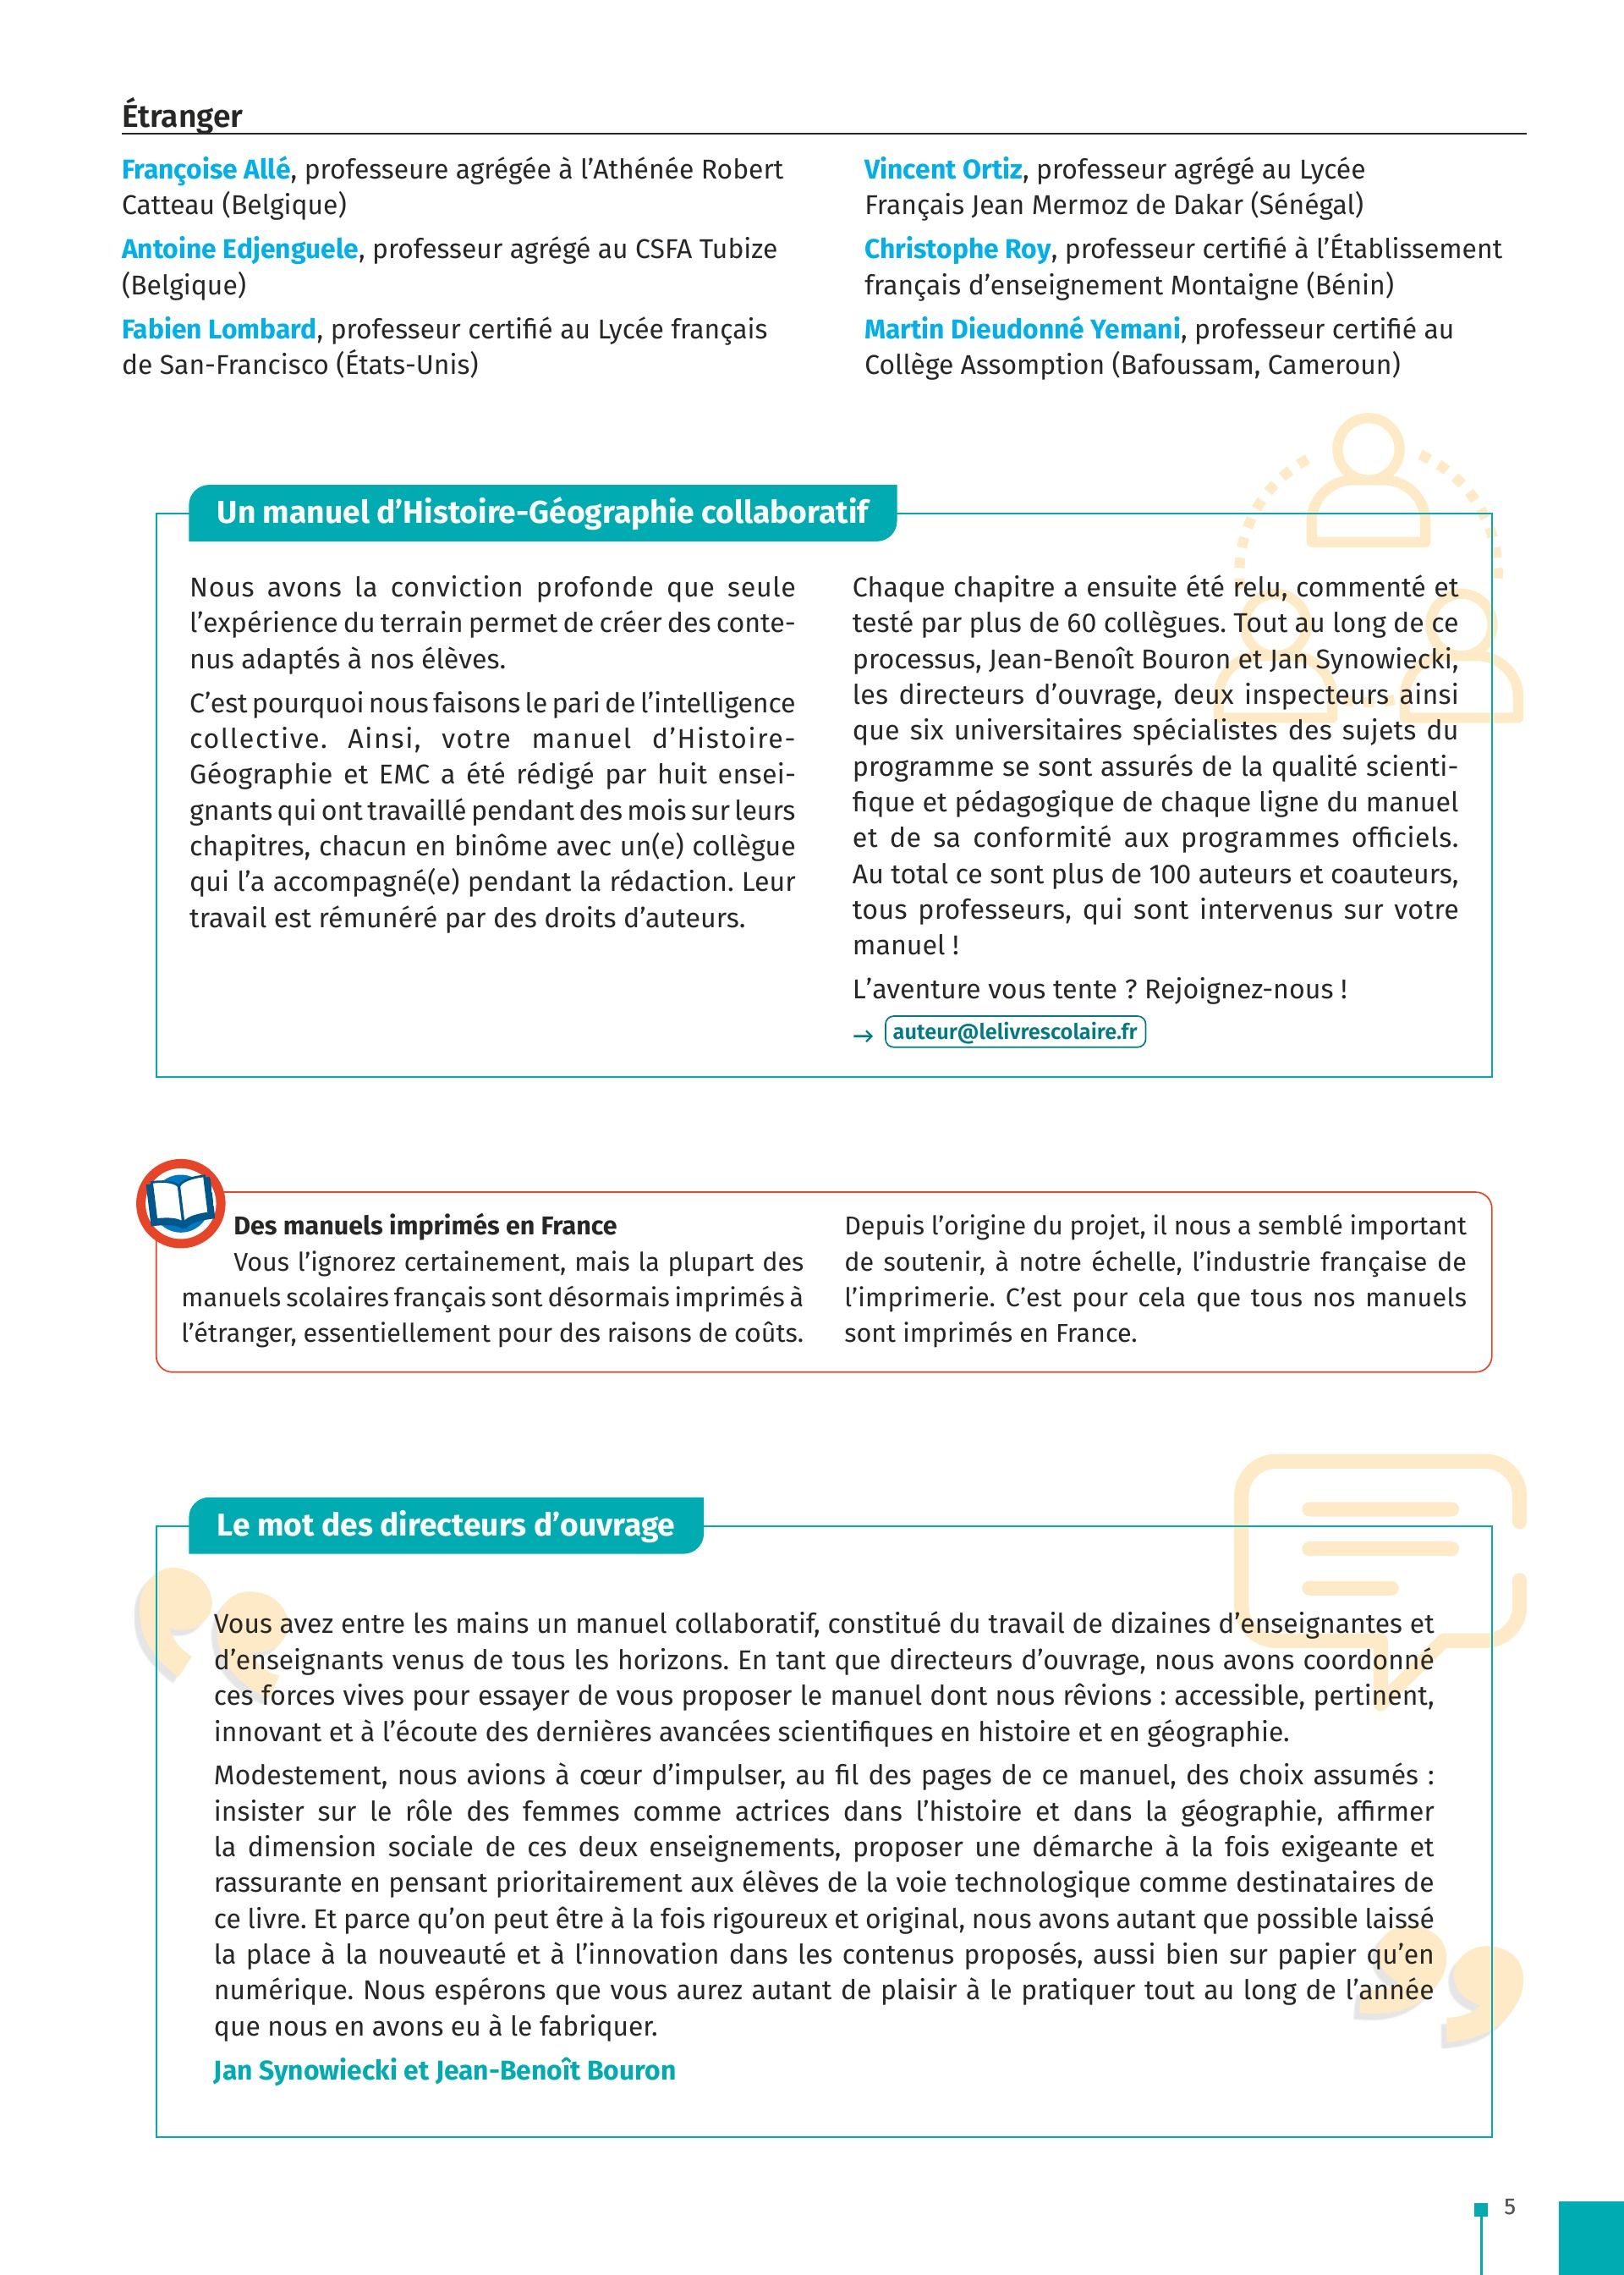 Étranger
Françoise Allé, professeure agrégée à l’Athénée Robert
Catteau (Belgique)
Antoine Edjenguele, professeur agrégé au CSFA Tubize
(Belgique)
Fabien Lombard, professeur certifié au Lycée français
de San-Francisco (États-Unis)
Vincent Ortiz, professeur agrégé au Lycée
Français Jean Mermoz de Dakar (Sénégal)
Christophe Roy, professeur certifié à l’Établissement
français d’enseignement Montaigne (Bénin)
Martin Dieudonné Yemani, professeur certifié au
Collège Assomption (Bafoussam, Cameroun)
Un manuel d’Histoire-Géographie collaboratif
Nous avons la conviction profonde que seule
l’expérience du terrain permet de créer des conte-
nus adaptés à nos élèves.
C’est pourquoi nous faisons le pari de l’intelligence
collective. Ainsi, votre manuel d’Histoire-
Géographie et EMC a été rédigé par huit ensei-
gnants qui ont travaillé pendant des mois sur leurs
chapitres, chacun en binôme avec un(e) collègue
qui l’a accompagné(e) pendant la rédaction. Leur
travail est rémunéré par des droits d’auteurs.
Chaque chapitre a ensuite été relu, commenté et
testé par plus de 60 collègues. Tout au long de ce
processus, Jean-Benoît Bouron et Jan Synowiecki,
les directeurs d’ouvrage, deux inspecteurs ainsi
que six universitaires spécialistes des sujets du
programme se sont assurés de la qualité scienti-
fique et pédagogique de chaque ligne du manuel
et de sa conformité aux programmes officiels.
Au total ce sont plus de 100 auteurs et coauteurs,
tous professeurs, qui sont intervenus sur votre
manuel !
L’aventure vous tente ? Rejoignez-nous !
→ auteur@lelivrescolaire.fr
Des manuels imprimés en France
Vous l’ignorez certainement, mais la plupart des
manuels scolaires français sont désormais imprimés à
l’étranger, essentiellement pour des raisons de coûts.
Depuis l’origine du projet, il nous a semblé important
de soutenir, à notre échelle, l’industrie française de
l’imprimerie. C’est pour cela que tous nos manuels
sont imprimés en France.
Le mot des directeurs d’ouvrage
Vous avez entre les mains un manuel collaboratif, constitué du travail de dizaines d’enseignantes et
d’enseignants venus de tous les horizons. En tant que directeurs d’ouvrage, nous avons coordonné
ces forces vives pour essayer de vous proposer le manuel dont nous rêvions : accessible, pertinent,
innovant et à l’écoute des dernières avancées scientifiques en histoire et en géographie.
Modestement, nous avions à cœur d’impulser, au fil des pages de ce manuel, des choix assumés :
insister sur le rôle des femmes comme actrices dans l’histoire et dans la géographie, affirmer
la dimension sociale de ces deux enseignements, proposer une démarche à la fois exigeante et
rassurante en pensant prioritairement aux élèves de la voie technologique comme destinataires de
ce livre. Et parce qu’on peut être à la fois rigoureux et original, nous avons autant que possible laissé
la place à la nouveauté et à l’innovation dans les contenus proposés, aussi bien sur papier qu’en
numérique. Nous espérons que vous aurez autant de plaisir à le pratiquer tout au long de l’année
que nous en avons eu à le fabriquer.
Jan Synowiecki et Jean-Benoît Bouron
5